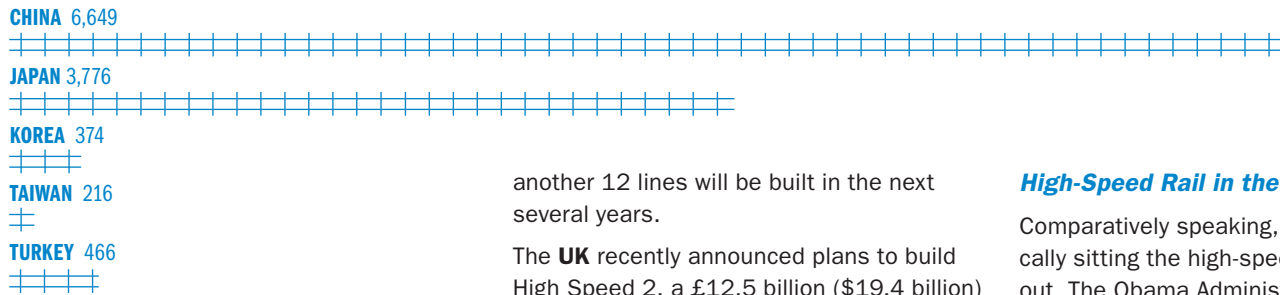 CHINA 6,649
JAPAN 3,776
KOREA 374
TAIWAN 216
TURKEY 466
another 12 lines will be built in the next
several years.
The UK recently announced plans to build
High Speed 2, a £12.5 billion ($19.4 billion)
High-Speed Rail in the
Comparatively speaking,
cally sitting the high-spe
out. The Obama Adminis